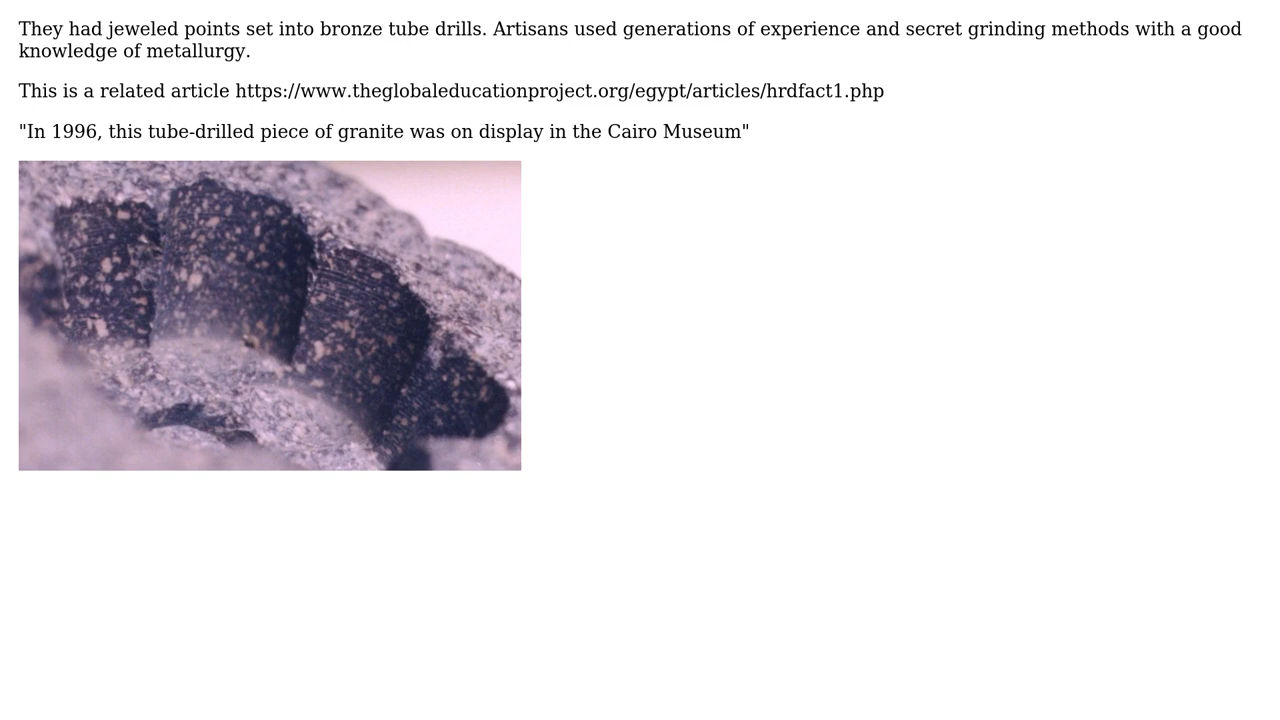 They had jeweled points set into bronze tube drills. Artisans used generations of experience and secret grinding methods with a good
knowledge of metallurgy.
This is a related article https://www.theglobaleducationproject.org/egypt/articles/hrdfact1.php
"In 1996, this tube-drilled piece of granite was on display in the Cairo Museum"